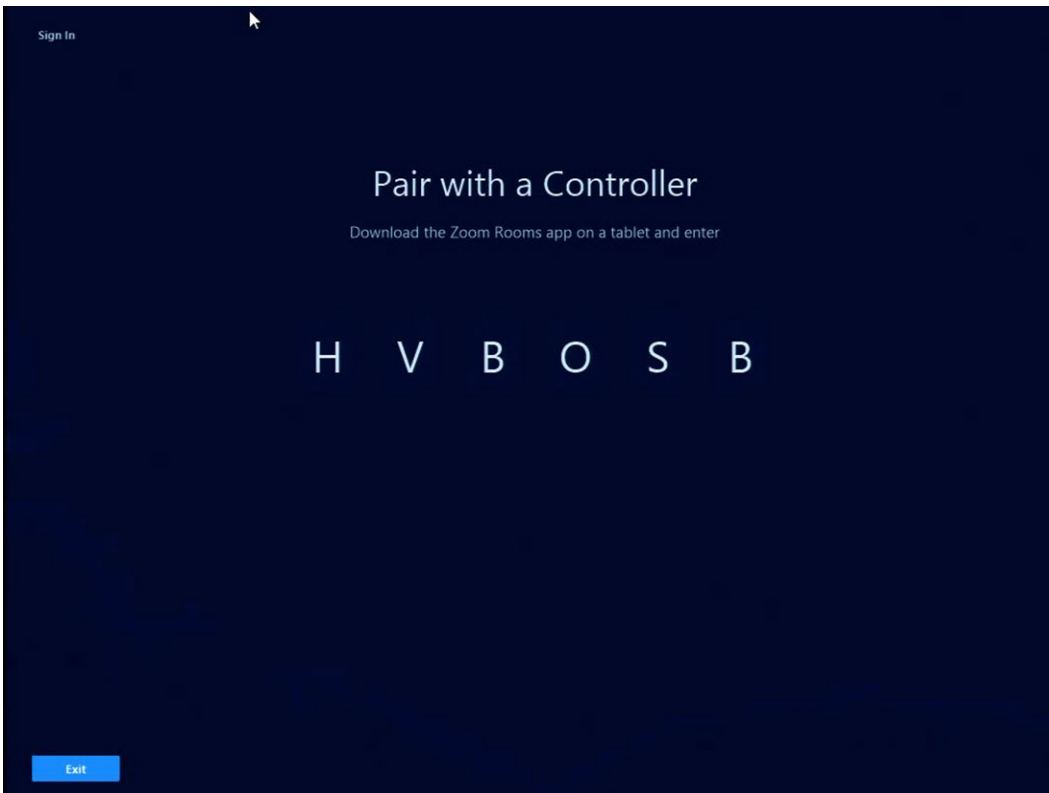 Sign In
Pair with a Controller
Download the Zoom Rooms app on a tablet and enter
H V B O S B
Exit